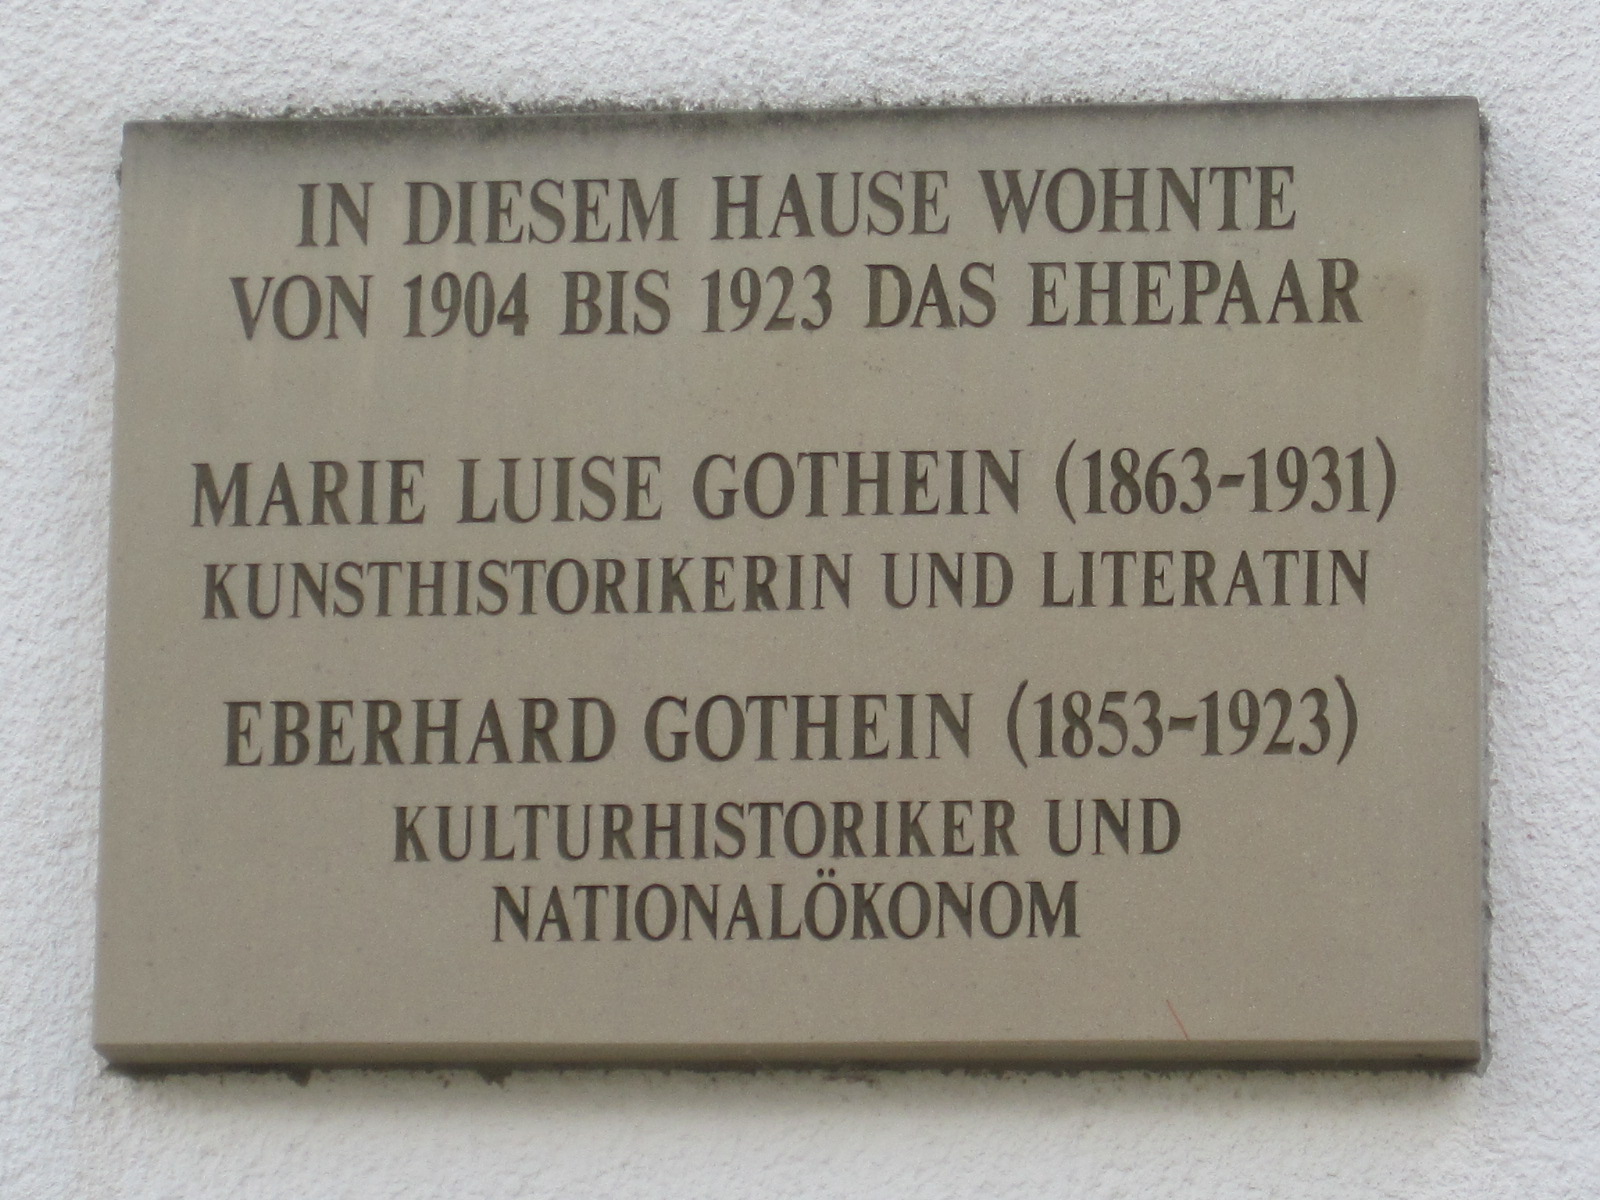 IN DIESEM HAUSE WOHNTE
VON 1904 BIS 1923 DAS EHEPAAR
MARIE LUISE GOTHEIN (1863-1931)
KUNSTHISTORIKERIN UND LITERATIN
EBERHARD GOTHEIN (1853-1923)
KULTURHISTORIKER UND
NATIONALÖKONOM